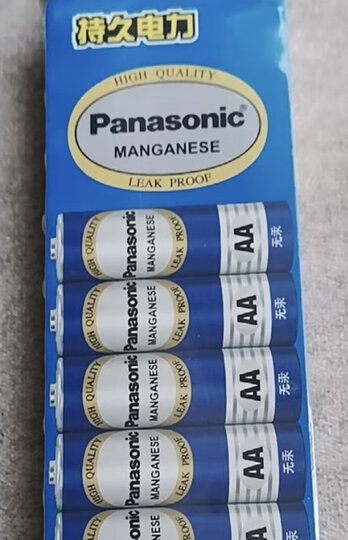 持久电力
HIGH QUALITY
Panasonic®
MANGANESE
LEAK PROOF
HIGH QUALITY
Panasonic
MANGANESE
LEAK PROOF
AA
无汞
HIGH QUALITY
Panasonic
MANGANESE
LEAK PROOF
AA
无汞
HIGH QUALITY
Panasonic
MANGANESE
LEAK PROOF
AA
无汞
HIGH QUALITY
Panasonic
MANGANESE
LEAK PROOF
AA
无汞